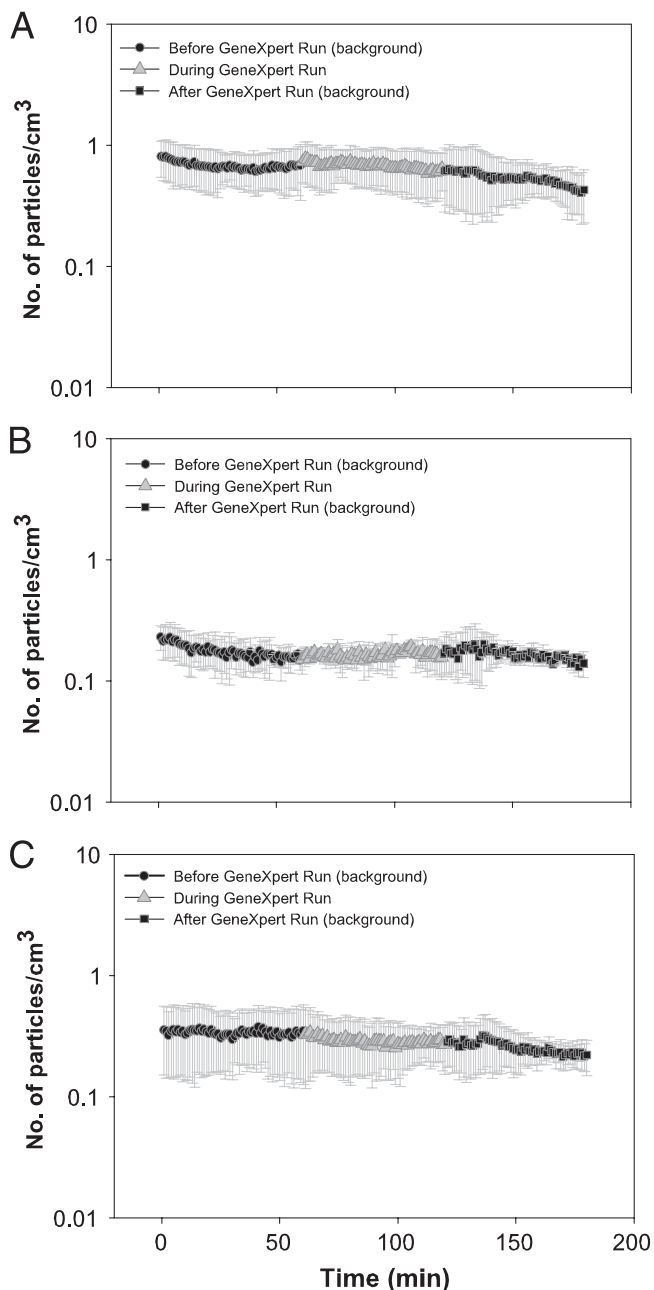 A
10
Before GeneXpert Run (background)
During GeneXpert Run
After GeneXpert Run (background)
1
0.1
0.01
No. of particles/cm³
B
10
Before GeneXpert Run (background)
During GeneXpert Run
After GeneXpert Run (background)
1
0.1
0.01
No. of particles/cm³
C
10
Before GeneXpert Run (background)
During GeneXpert Run
After GeneXpert Run (background)
1
0.1
0.01
No. of particles/cm³
0 50 100 150 200
Time (min)